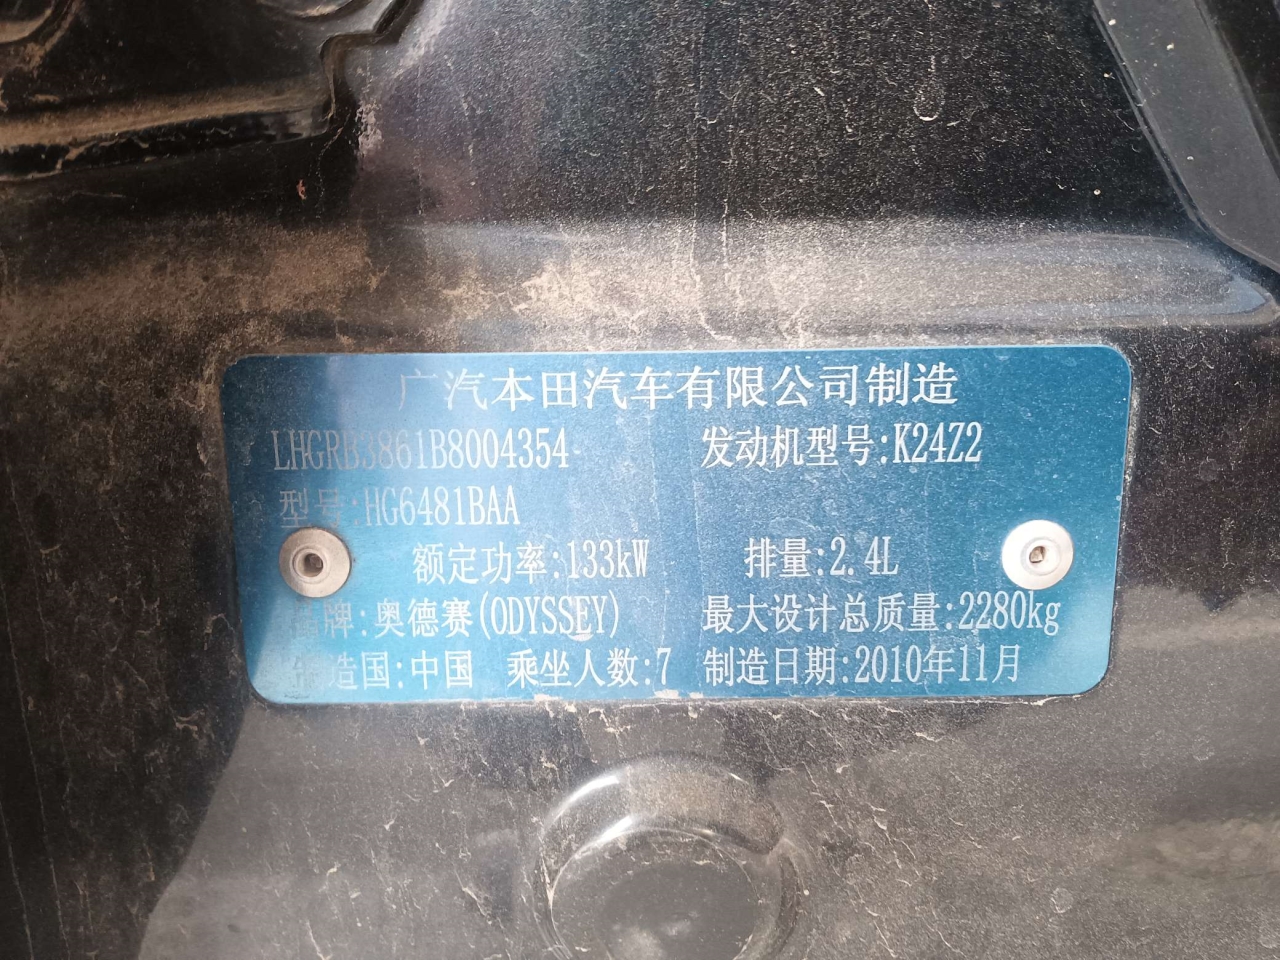 广汽本田汽车有限公司制造
LHGRB3861B8004354 发动机型号:K24Z2
型号:HG6481BAA
额定功率:133kW 排量:2.4L
品牌:奥德赛(ODYSSEY) 最大设计总质量:2280kg
制造国:中国 乘坐人数:7 制造日期:2010年11月